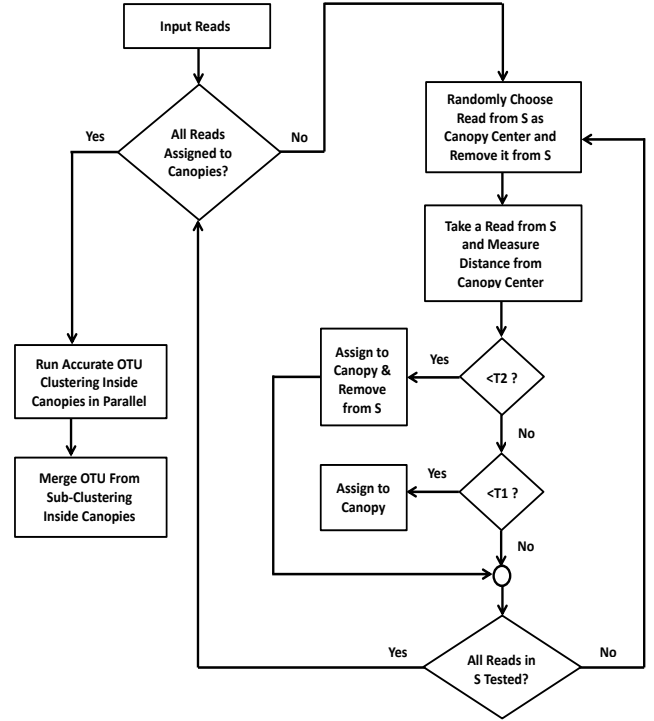 Input Reads
All Reads
Assigned to
Canopies?
Yes
No
Randomly Choose
Read from S as
Canopy Center and
Remove it from S
Take a Read from S
and Measure
Distance from
Canopy Center
<T2 ?
Yes
Assign to
Canopy &
Remove
from S
No
<T1 ?
Yes
Assign to
Canopy
No
All Reads in
S Tested?
Yes
No
Run Accurate OTU
Clustering Inside
Canopies in Parallel
Merge OTU From
Sub-Clustering
Inside Canopies